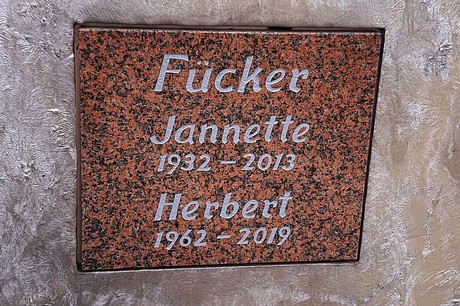 Fücker
Jannette
1932 – 2013
Herbert
1962 – 2019